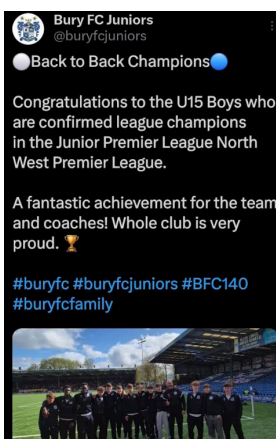 Bury FC Juniors
@buryfcjuniors
⚪Back to Back Champions🔵
Congratulations to the U15 Boys who
are confirmed league champions
in the Junior Premier League North
West Premier League.
A fantastic achievement for the team
and coaches! Whole club is very
proud. 🏆
#buryfc #buryfcjuniors #BFC140
#buryfcfamily